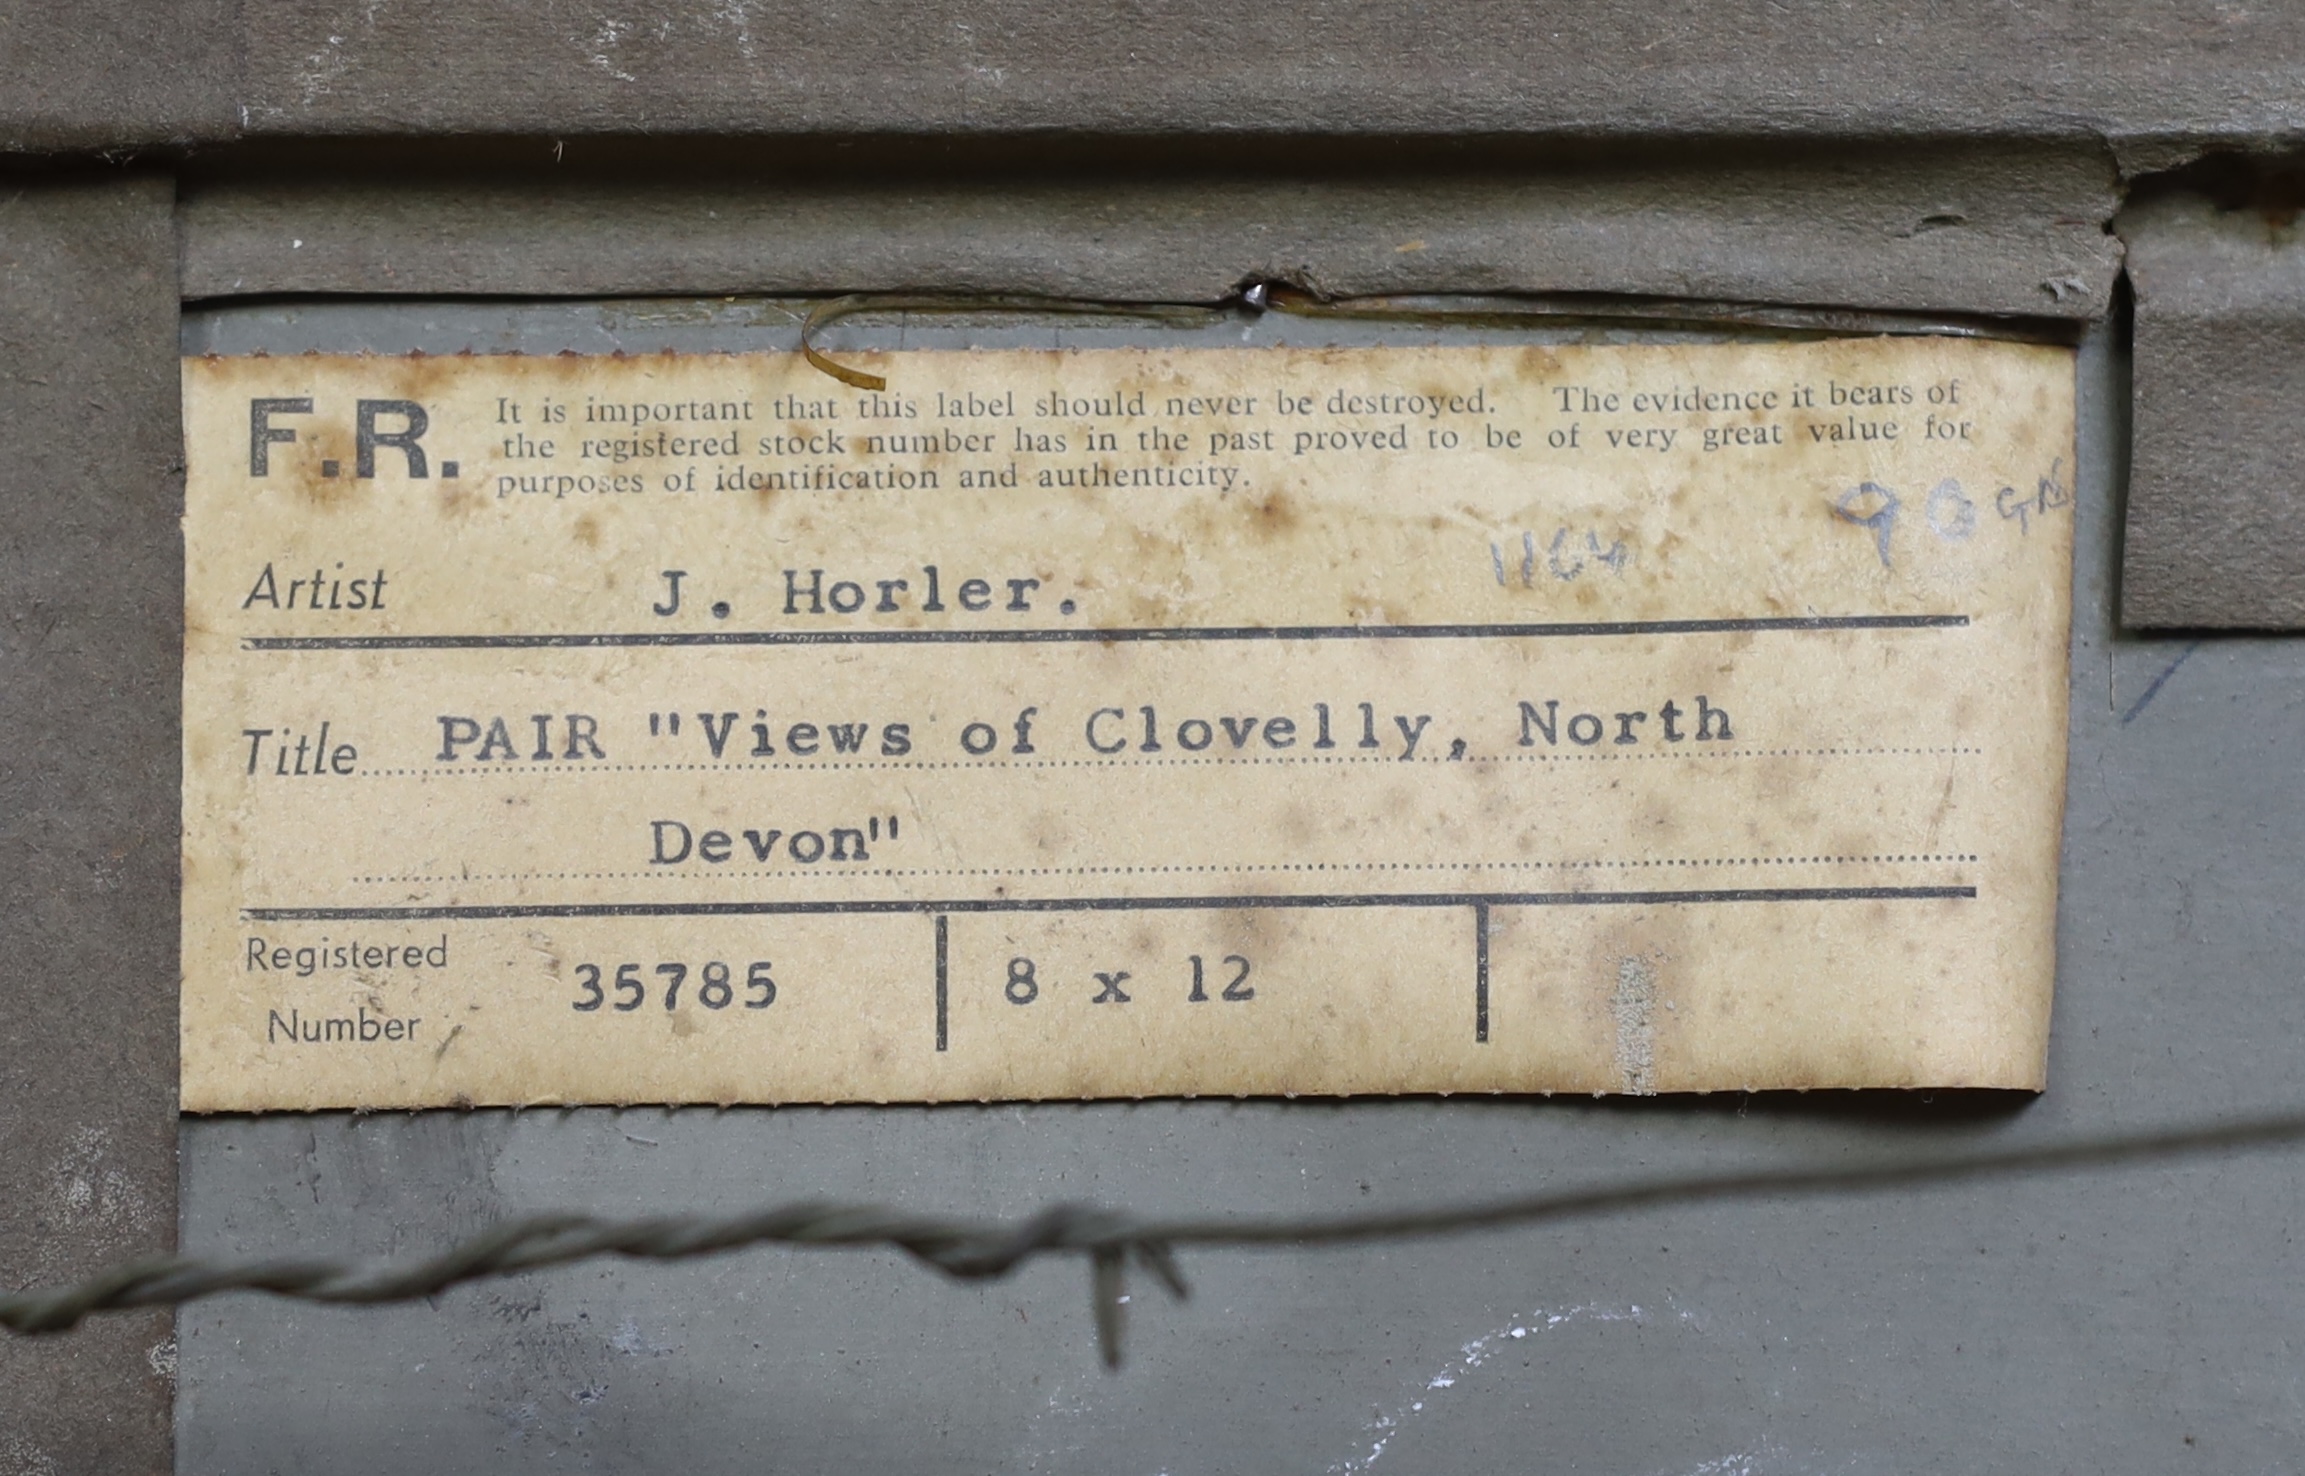 F.R. It is important that this label should never be destroyed. The evidence it bears of
the registered stock number has in the past proved to be of very great value for
purposes of identification and authenticity.
90 GNS
1164
Artist J. Horler.
Title PAIR "Views of Clovelly, North
Devon"
Registered
Number 35785 8 x 12